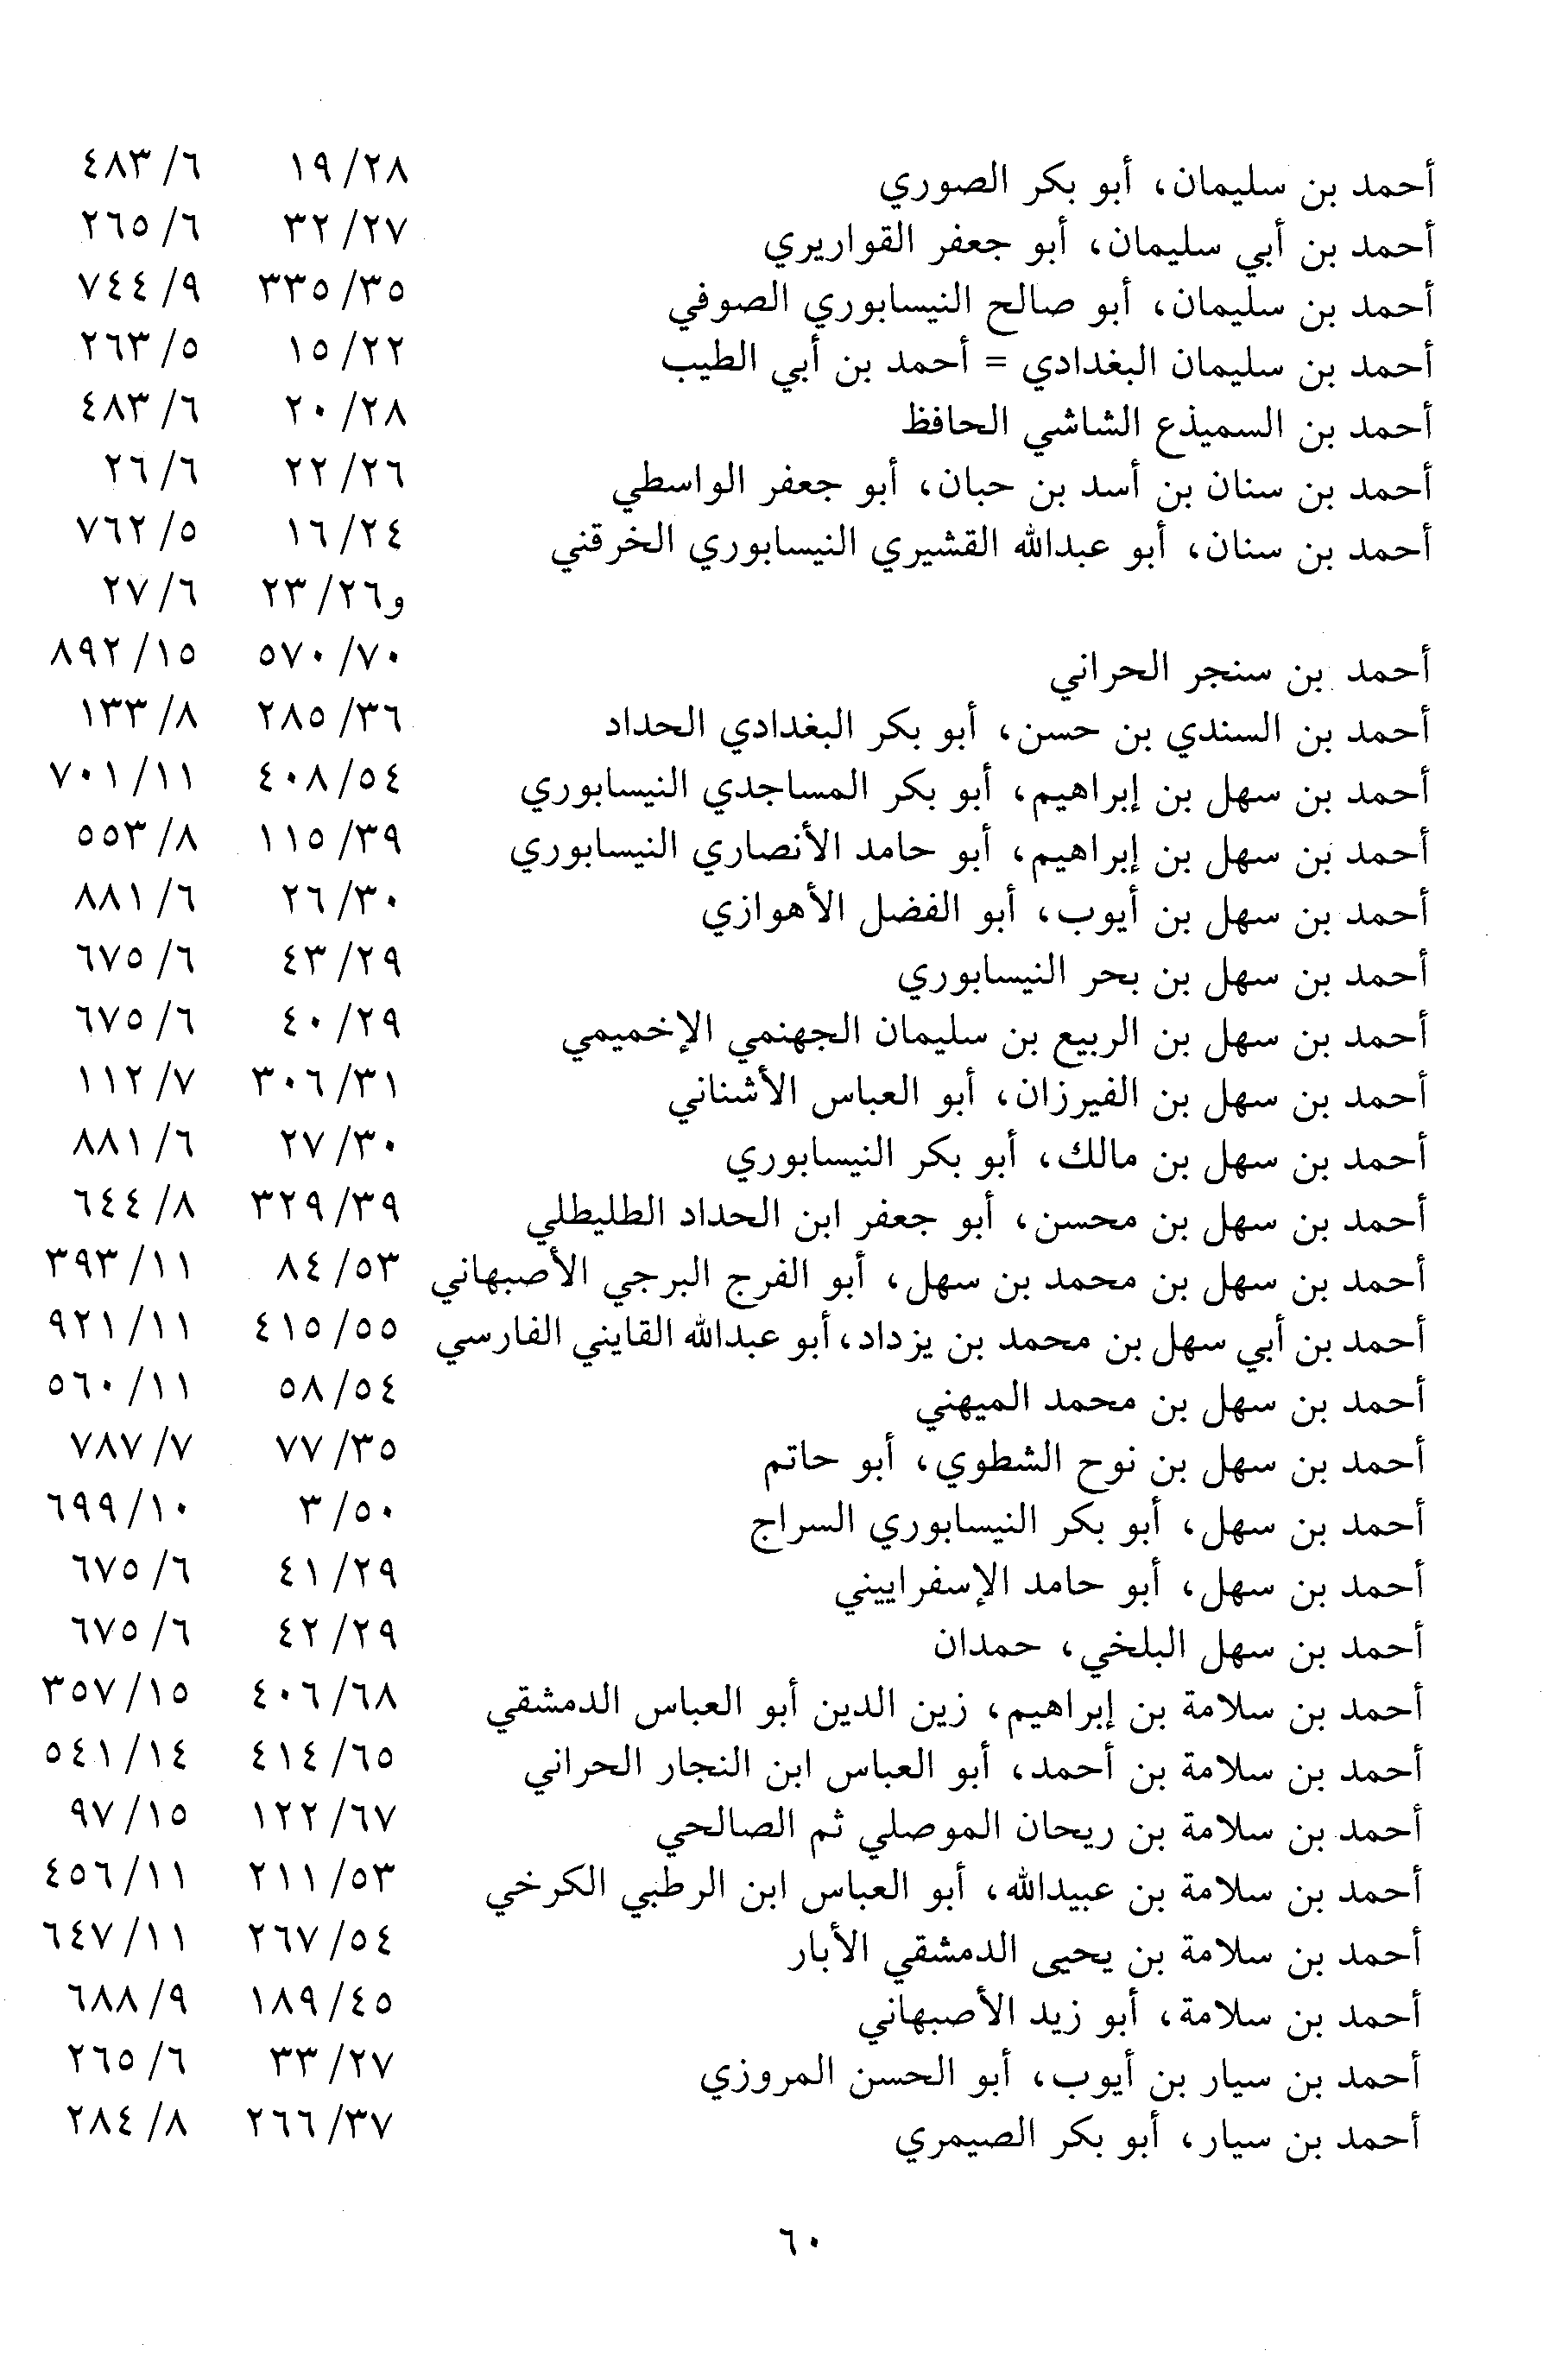 أحمد بن سليمان، أبو بكر الصوري ٢٨/ ١٩ ٦/ ٤٨٣
أحمد بن أبي سليمان، أبو جعفر القواريري ٢٧/ ٣٢ ٦/ ٢٦٥
أحمد بن سليمان، أبو صالح النيسابوري الصوفي ٣٥/ ٣٣٥ ٩/ ٧٤٤
أحمد بن سليمان البغدادي = أحمد بن أبي الطيب ٢٢/ ١٥ ٥/ ٢٦٣
أحمد بن السميذع الشاشي الحافظ ٢٨/ ٢٠ ٦/ ٤٨٣
أحمد بن سنان بن أسد بن حبان، أبو جعفر الواسطي ٢٦/ ٢٢ ٦/ ٢٦
أحمد بن سنان، أبو عبدالله القشيري النيسابوري الخرقني ٢٤/ ١٦ ٥/ ٧٦٢
و٢٦/ ٢٣ ٦/ ٢٧
أحمد بن سنجر الحراني ٧٠/ ٥٧٠ ١٥/ ٨٩٢
أحمد بن السندي بن حسن، أبو بكر البغدادي الحداد ٣٦/ ٢٨٥ ٨/ ١٣٣
أحمد بن سهل بن إبراهيم، أبو بكر المساجدي النيسابوري ٥٤/ ٤٠٨ ١١/ ٧٠١
أحمد بن سهل بن إبراهيم، أبو حامد الأنصاري النيسابوري ٣٩/ ١١٥ ٨/ ٥٥٣
أحمد بن سهل بن أيوب، أبو الفضل الأهوازي ٣٠/ ٢٦ ٦/ ٨٨١
أحمد بن سهل بن بحر النيسابوري ٢٩/ ٤٣ ٦/ ٦٧٥
أحمد بن سهل بن الربيع بن سليمان الجهنمي الإخميمي ٢٩/ ٤٠ ٦/ ٦٧٥
أحمد بن سهل بن الفيرزان، أبو العباس الأشناني ٣١/ ٣٠٦ ٧/ ١١٢
أحمد بن سهل بن مالك، أبو بكر النيسابوري ٣٠/ ٢٧ ٦/ ٨٨١
أحمد بن سهل بن محسن، أبو جعفر ابن الحداد الطليطلي ٣٩/ ٣٢٩ ٨/ ٦٤٤
أحمد بن سهل بن محمد بن سهل، أبو الفرج البرجي الأصبهاني ٥٣/ ٨٤ ١١/ ٣٩٣
أحمد بن أبي سهل بن محمد بن يزداد، أبو عبدالله القايني الفارسي ٥٥/ ٤١٥ ١١/ ٩٢١
أحمد بن سهل بن محمد الميهني ٥٤/ ٥٨ ١١/ ٥٦٠
أحمد بن سهل بن نوح الشطوي، أبو حاتم ٣٥/ ٧٧ ٧/ ٧٨٧
أحمد بن سهل، أبو بكر النيسابوري السراج ٥٠/ ٣ ١٠/ ٦٩٩
أحمد بن سهل، أبو حامد الإسفراييني ٢٩/ ٤١ ٦/ ٦٧٥
أحمد بن سهل البلخي، حمدان ٢٩/ ٤٢ ٦/ ٦٧٥
أحمد بن سلامة بن إبراهيم، زين الدين أبو العباس الدمشقي ٦٨/ ٤٠٦ ١٥/ ٣٥٧
أحمد بن سلامة بن أحمد، أبو العباس ابن النجار الحراني ٦٥/ ٤١٤ ١٤/ ٥٤١
أحمد بن سلامة بن ريحان الموصلي ثم الصالحي ٦٧/ ١٢٢ ١٥/ ٩٧
أحمد بن سلامة بن عبيدالله، أبو العباس ابن الرطبي الكرخي ٥٣/ ٢١١ ١١/ ٤٥٦
أحمد بن سلامة بن يحيى الدمشقي الأبار ٥٤/ ٢٦٧ ١١/ ٦٤٧
أحمد بن سلامة، أبو زيد الأصبهاني ٤٥/ ١٨٩ ٩/ ٦٨٨
أحمد بن سيار بن أيوب، أبو الحسن المروزي ٢٧/ ٣٣ ٦/ ٢٦٥
أحمد بن سيار، أبو بكر الصيمري ٣٧/ ٢٦٦ ٨/ ٢٨٤
٦٠